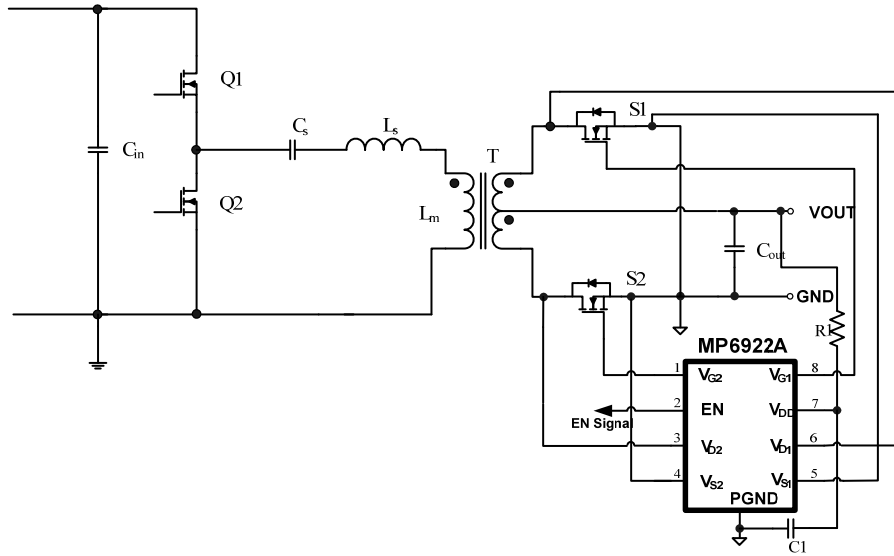 Q1
S1
Cs
Ls
T
Cin
Q2
Lm
VOUT
Cout
S2
GND
R1
MP6922A
1 VG2 VG1 8
2 EN VDD 7
EN Signal
3 VD2 VD1 6
4 VS2 VS1 5
PGND
C1